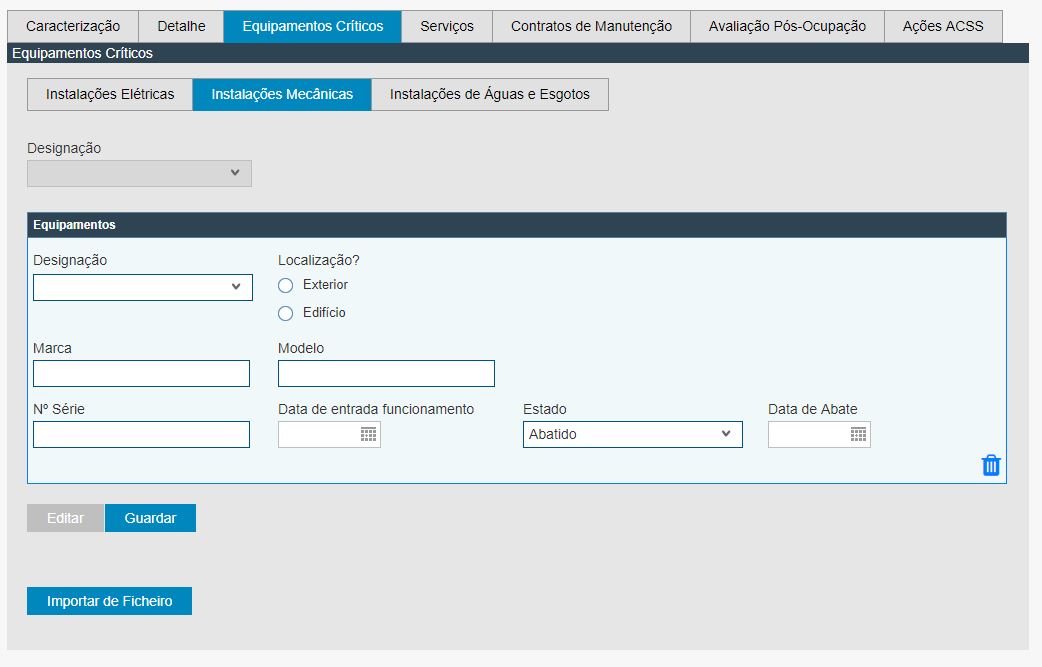 Caracterização Detalhe Equipamentos Críticos Serviços Contratos de Manutenção Avaliação Pós-Ocupação Ações ACSS
Equipamentos Críticos
Instalações Elétricas Instalações Mecânicas Instalações de Águas e Esgotos
Designação
Equipamentos
Designação Localização?
Exterior
Edifício
Marca Modelo
Nº Série Data de entrada funcionamento Estado Data de Abate
Abatido
Editar Guardar
Importar de Ficheiro